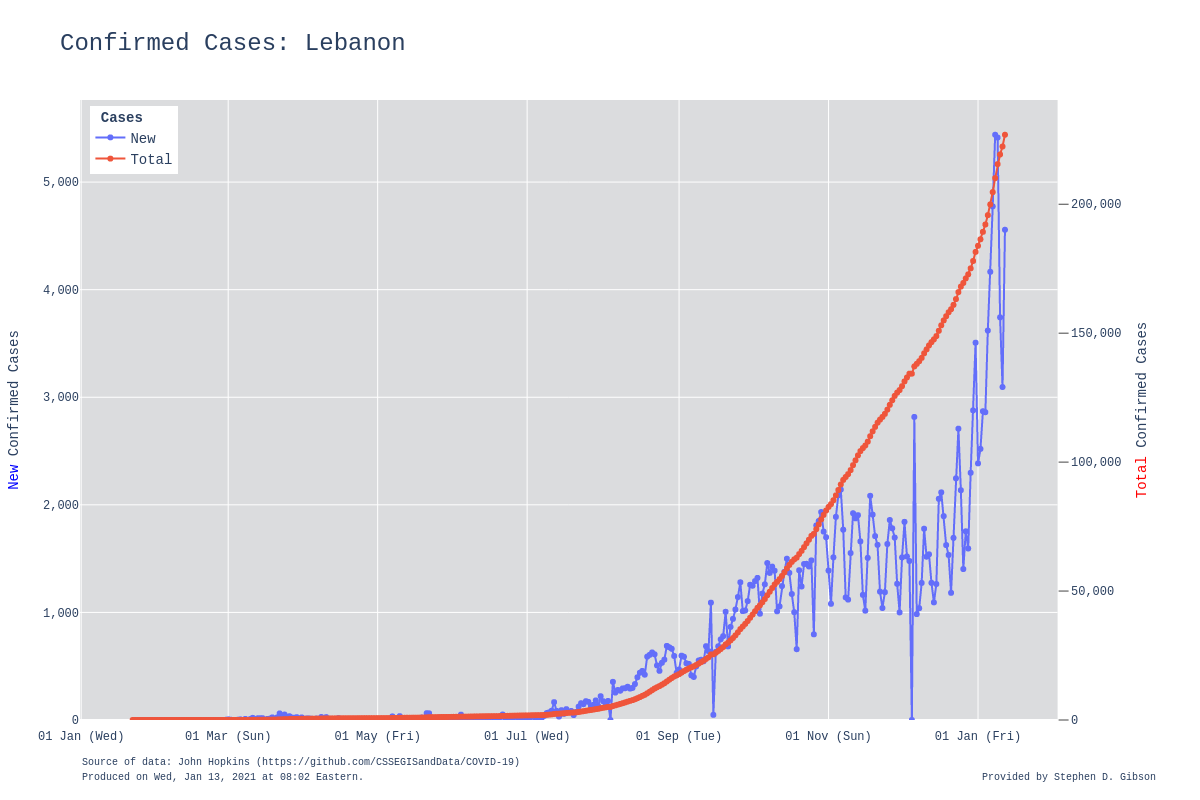 Confirmed Cases: Lebanon
Cases
New
Total
5,000
4,000
3,000
2,000
1,000
0
New Confirmed Cases
200,000
150,000
100,000
50,000
0
Total Confirmed Cases
01 Jan (Wed)
01 Mar (Sun)
01 May (Fri)
01 Jul (Wed)
01 Sep (Tue)
01 Nov (Sun)
01 Jan (Fri)
Source of data: John Hopkins (https://github.com/CSSEGISandData/COVID-19)
Produced on Wed, Jan 13, 2021 at 08:02 Eastern.
Provided by Stephen D. Gibson